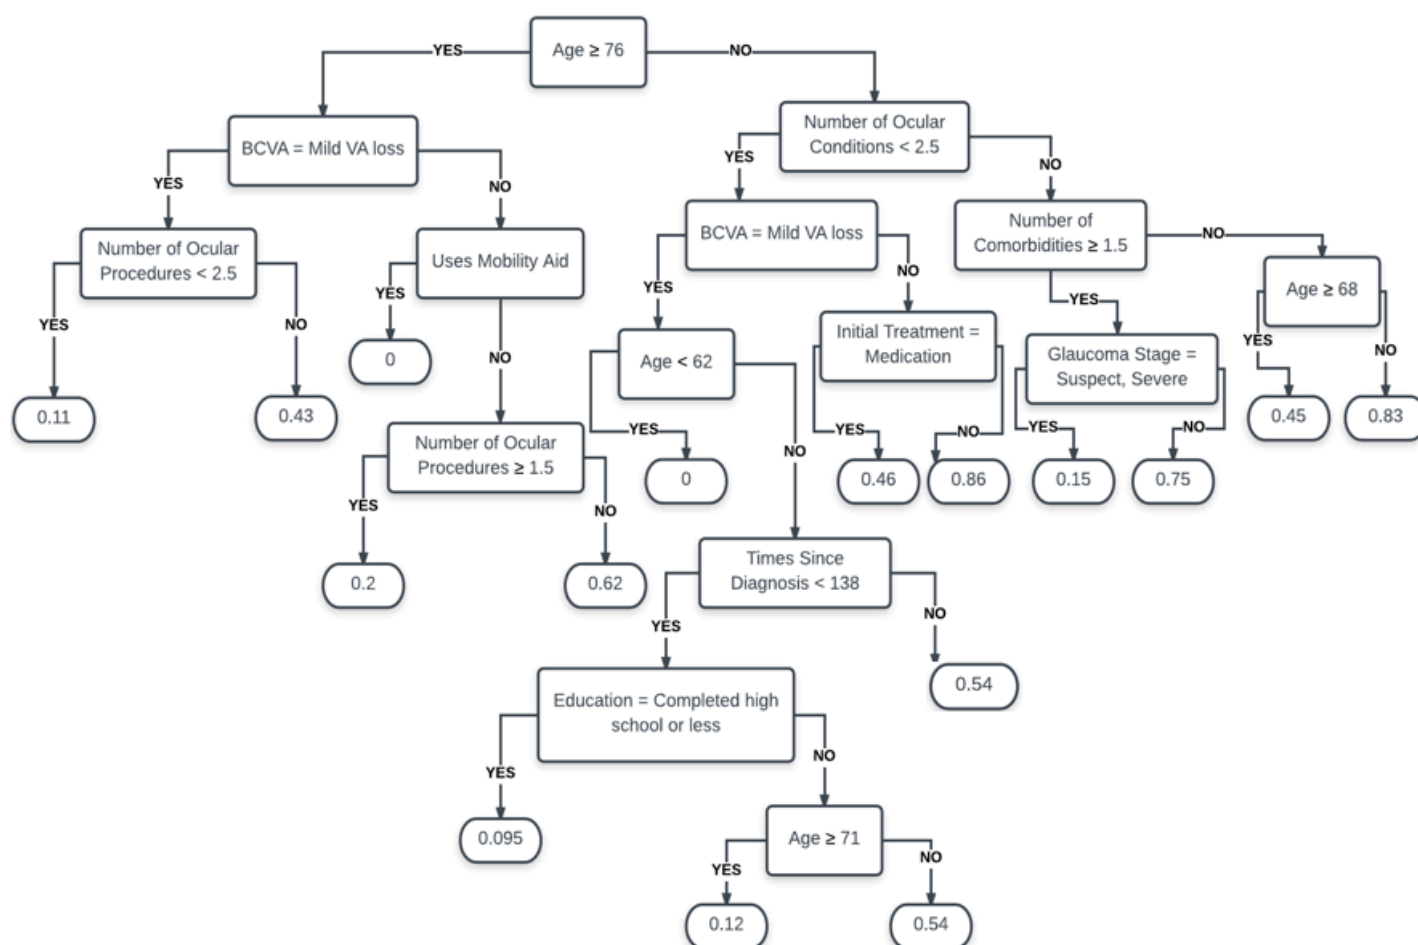 Age ≥ 76
YES
NO
Number of Ocular
Conditions < 2.5
BCVA = Mild VA loss
YES
NO
YES
NO
Number of Ocular
Procedures < 2.5
Uses Mobility Aid
BCVA = Mild VA loss
Number of
Comorbidities ≥ 1.5
NO
YES
NO
YES
NO
YES
NO
YES
Age ≥ 68
0
Age < 62
Initial Treatment =
Medication
Glaucoma Stage =
Suspect, Severe
YES
NO
0.11
0.43
0.45
0.83
Number of Ocular
Procedures ≥ 1.5
YES
NO
YES
NO
YES
NO
0
0.46
0.86
0.15
0.75
YES
NO
0.2
0.62
Times Since
Diagnosis < 138
YES
NO
0.54
Education = Completed high
school or less
YES
NO
0.095
Age ≥ 71
YES
NO
0.12
0.54